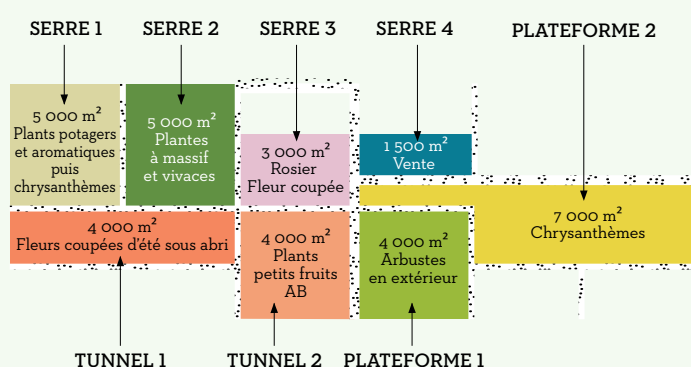 SERRE 1
SERRE 2
SERRE 3
SERRE 4
PLATEFORME 2
5 000 m²
Plants potagers
et aromatiques
puis
chrysanthèmes
5 000 m²
Plantes
à massif
et vivaces
3 000 m²
Rosier
Fleur coupée
1 500 m²
Vente
7 000 m²
Chrysanthèmes
4 000 m²
Fleurs coupées d'été sous abri
4 000 m²
Plants
petits fruits
AB
4 000 m²
Arbustes
en extérieur
TUNNEL 1
TUNNEL 2
PLATEFORME 1